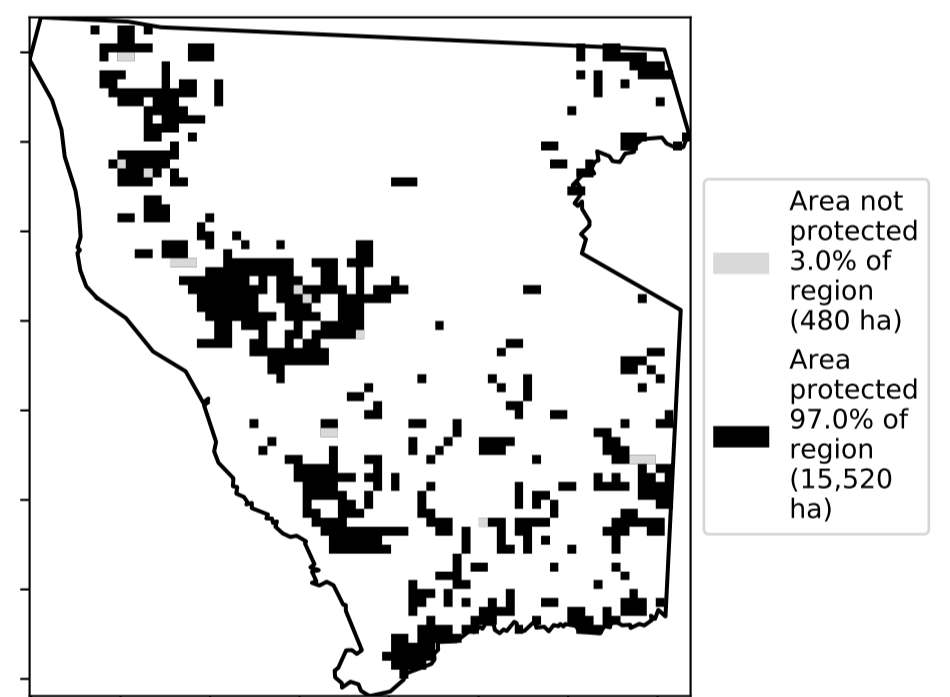 Area not
protected
3.0% of
region
(480 ha)
Area
protected
97.0% of
region
(15,520
ha)